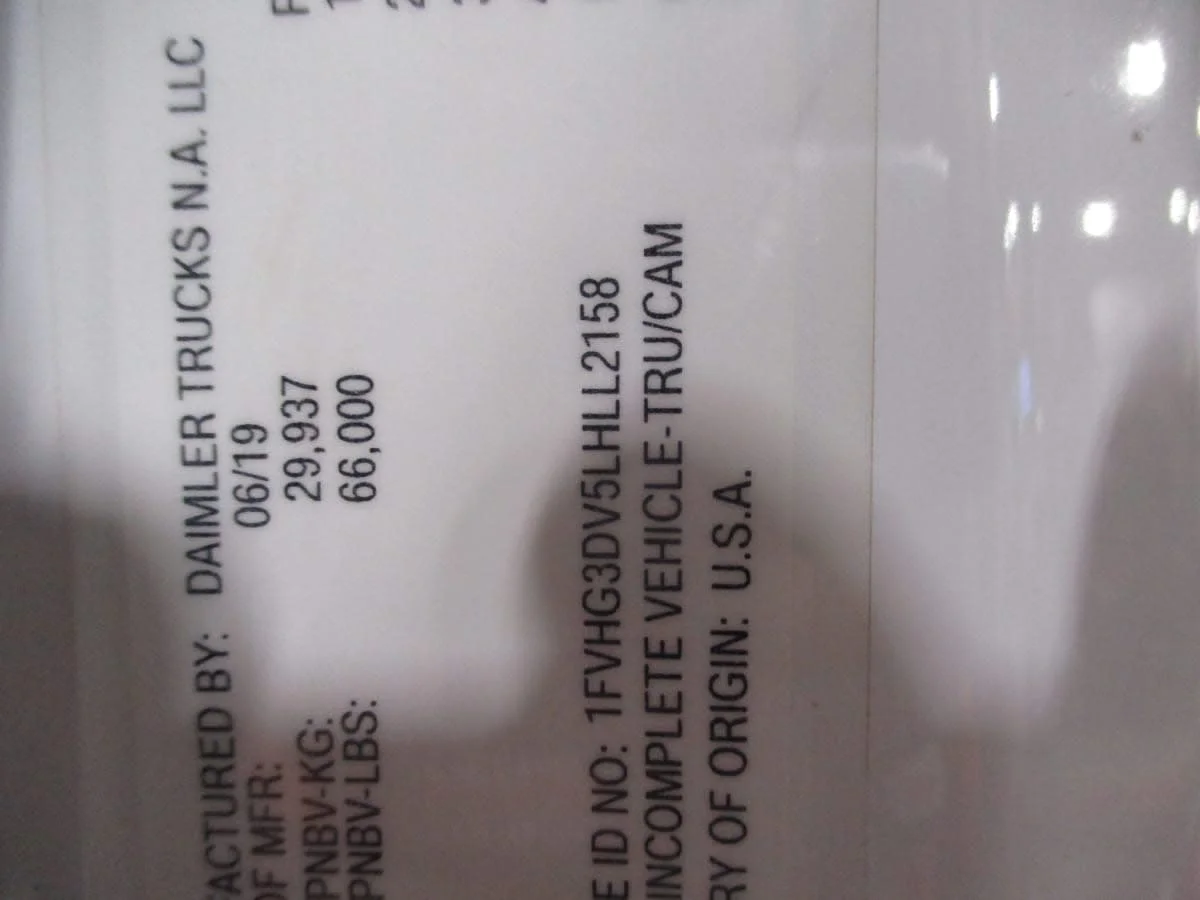 FACTURED BY: DAIMLER TRUCKS N.A. LLC
OF MFR: 06/19
PNBV-KG: 29,937
PNBV-LBS: 66,000
E ID NO: 1FVHG3DV5LHLL2158
INCOMPLETE VEHICLE-TRU/CAM
RY OF ORIGIN: U.S.A.